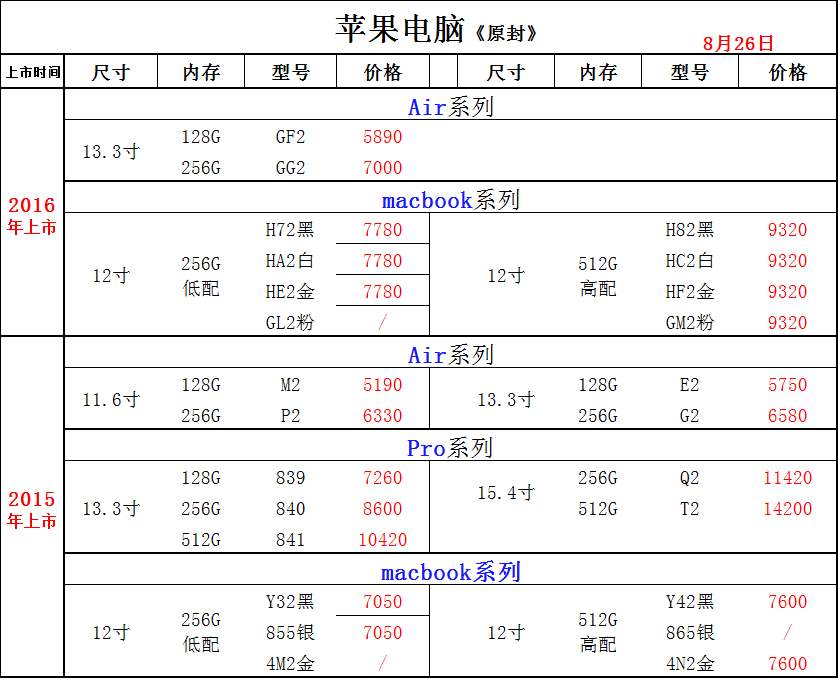 苹果电脑《原封》
8月26日
上市时间 尺寸 内存 型号 价格 尺寸 内存 型号 价格
2016
年上市
Air系列
13.3寸
128G GF2 5890
256G GG2 7000
macbook系列
12寸
256G
低配
H72黑 7780
HA2白 7780
HE2金 7780
GL2粉 /
12寸
512G
高配
H82黑 9320
HC2白 9320
HF2金 9320
GM2粉 9320
2015
年上市
Air系列
11.6寸
128G M2 5190
256G P2 6330
13.3寸
128G E2 5750
256G G2 6580
Pro系列
13.3寸
128G 839 7260
256G 840 8600
512G 841 10420
15.4寸
256G Q2 11420
512G T2 14200
macbook系列
12寸
256G
低配
Y32黑 7050
855银 7050
4M2金 /
12寸
512G
高配
Y42黑 7600
865银 /
4N2金 7600